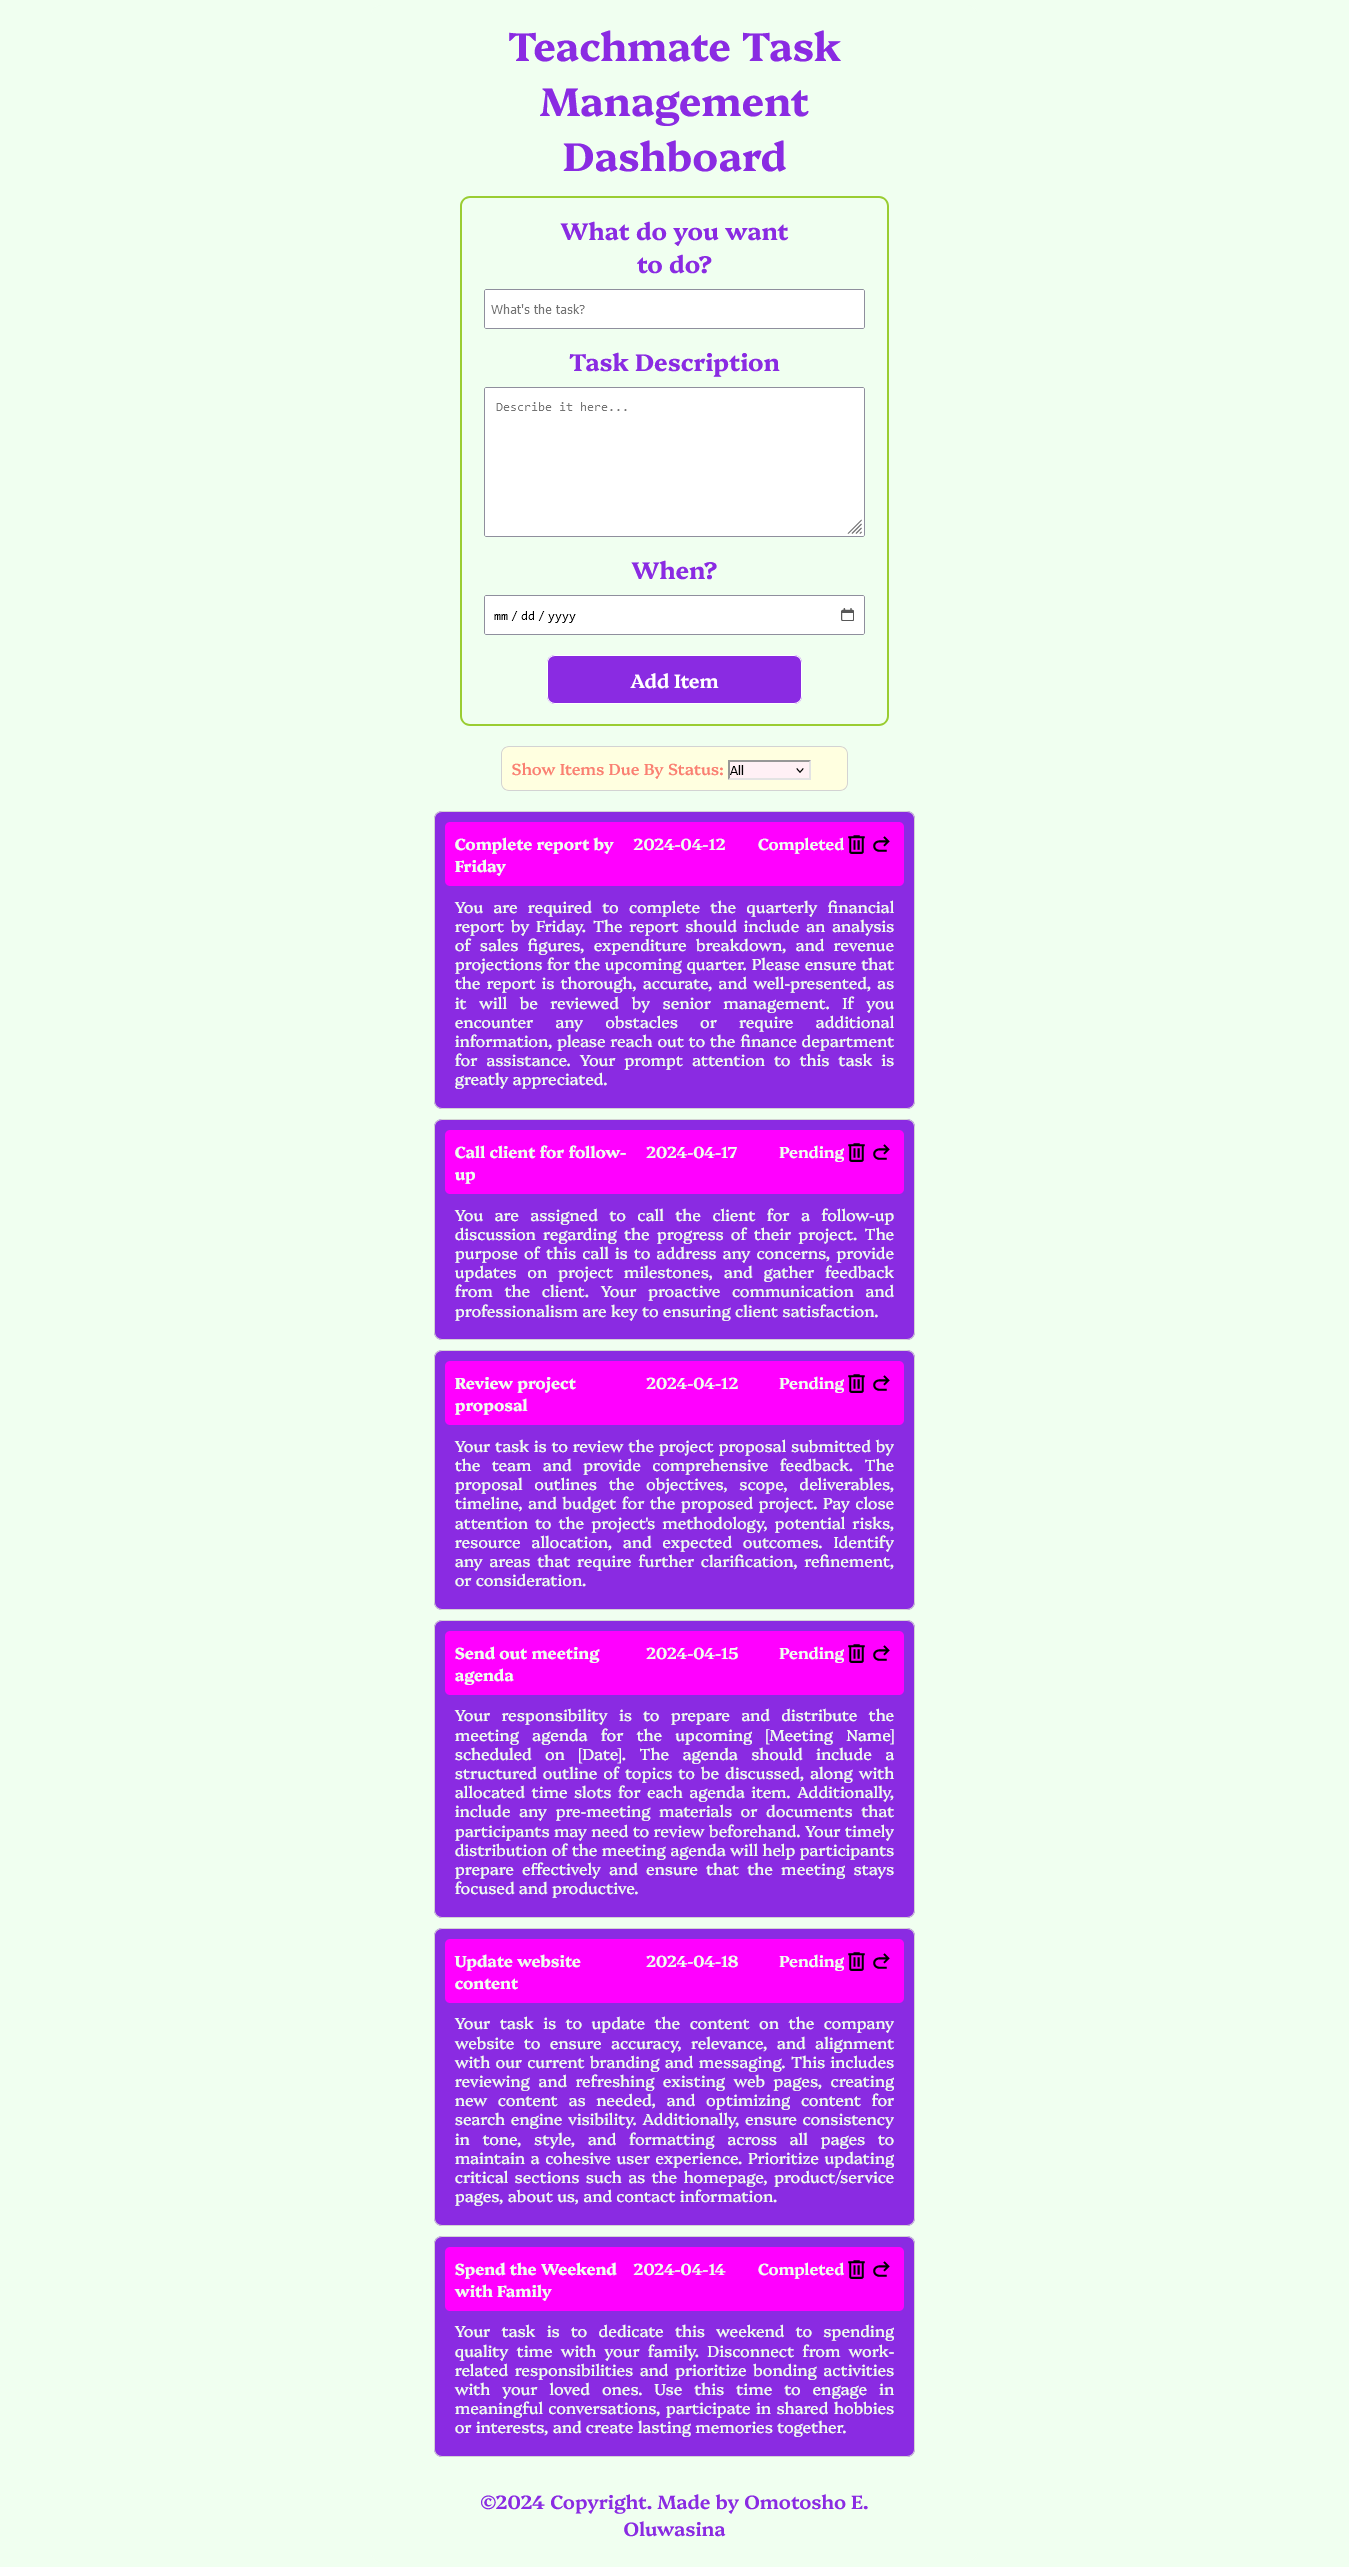 Teachmate Task
Management
Dashboard
What do you want
to do?
What's the task?
Task Description
Describe it here...
When?
mm / dd / yyyy
Add Item
Show Items Due By Status: All
Complete report by 2024-04-12 Completed
Friday
You are required to complete the quarterly financial
report by Friday. The report should include an analysis
of sales figures, expenditure breakdown, and revenue
projections for the upcoming quarter. Please ensure that
the report is thorough, accurate, and well-presented, as
it will be reviewed by senior management. If you
encounter any obstacles or require additional
information, please reach out to the finance department
for assistance. Your prompt attention to this task is
greatly appreciated.
Call client for follow- 2024-04-17 Pending
up
You are assigned to call the client for a follow-up
discussion regarding the progress of their project. The
purpose of this call is to address any concerns, provide
updates on project milestones, and gather feedback
from the client. Your proactive communication and
professionalism are key to ensuring client satisfaction.
Review project 2024-04-12 Pending
proposal
Your task is to review the project proposal submitted by
the team and provide comprehensive feedback. The
proposal outlines the objectives, scope, deliverables,
timeline, and budget for the proposed project. Pay close
attention to the project's methodology, potential risks,
resource allocation, and expected outcomes. Identify
any areas that require further clarification, refinement,
or consideration.
Send out meeting 2024-04-15 Pending
agenda
Your responsibility is to prepare and distribute the
meeting agenda for the upcoming [Meeting Name]
scheduled on [Date]. The agenda should include a
structured outline of topics to be discussed, along with
allocated time slots for each agenda item. Additionally,
include any pre-meeting materials or documents that
participants may need to review beforehand. Your timely
distribution of the meeting agenda will help participants
prepare effectively and ensure that the meeting stays
focused and productive.
Update website 2024-04-18 Pending
content
Your task is to update the content on the company
website to ensure accuracy, relevance, and alignment
with our current branding and messaging. This includes
reviewing and refreshing existing web pages, creating
new content as needed, and optimizing content for
search engine visibility. Additionally, ensure consistency
in tone, style, and formatting across all pages to
maintain a cohesive user experience. Prioritize updating
critical sections such as the homepage, product/service
pages, about us, and contact information.
Spend the Weekend 2024-04-14 Completed
with Family
Your task is to dedicate this weekend to spending
quality time with your family. Disconnect from work-
related responsibilities and prioritize bonding activities
with your loved ones. Use this time to engage in
meaningful conversations, participate in shared hobbies
or interests, and create lasting memories together.
©2024 Copyright. Made by Omotosho E.
Oluwasina